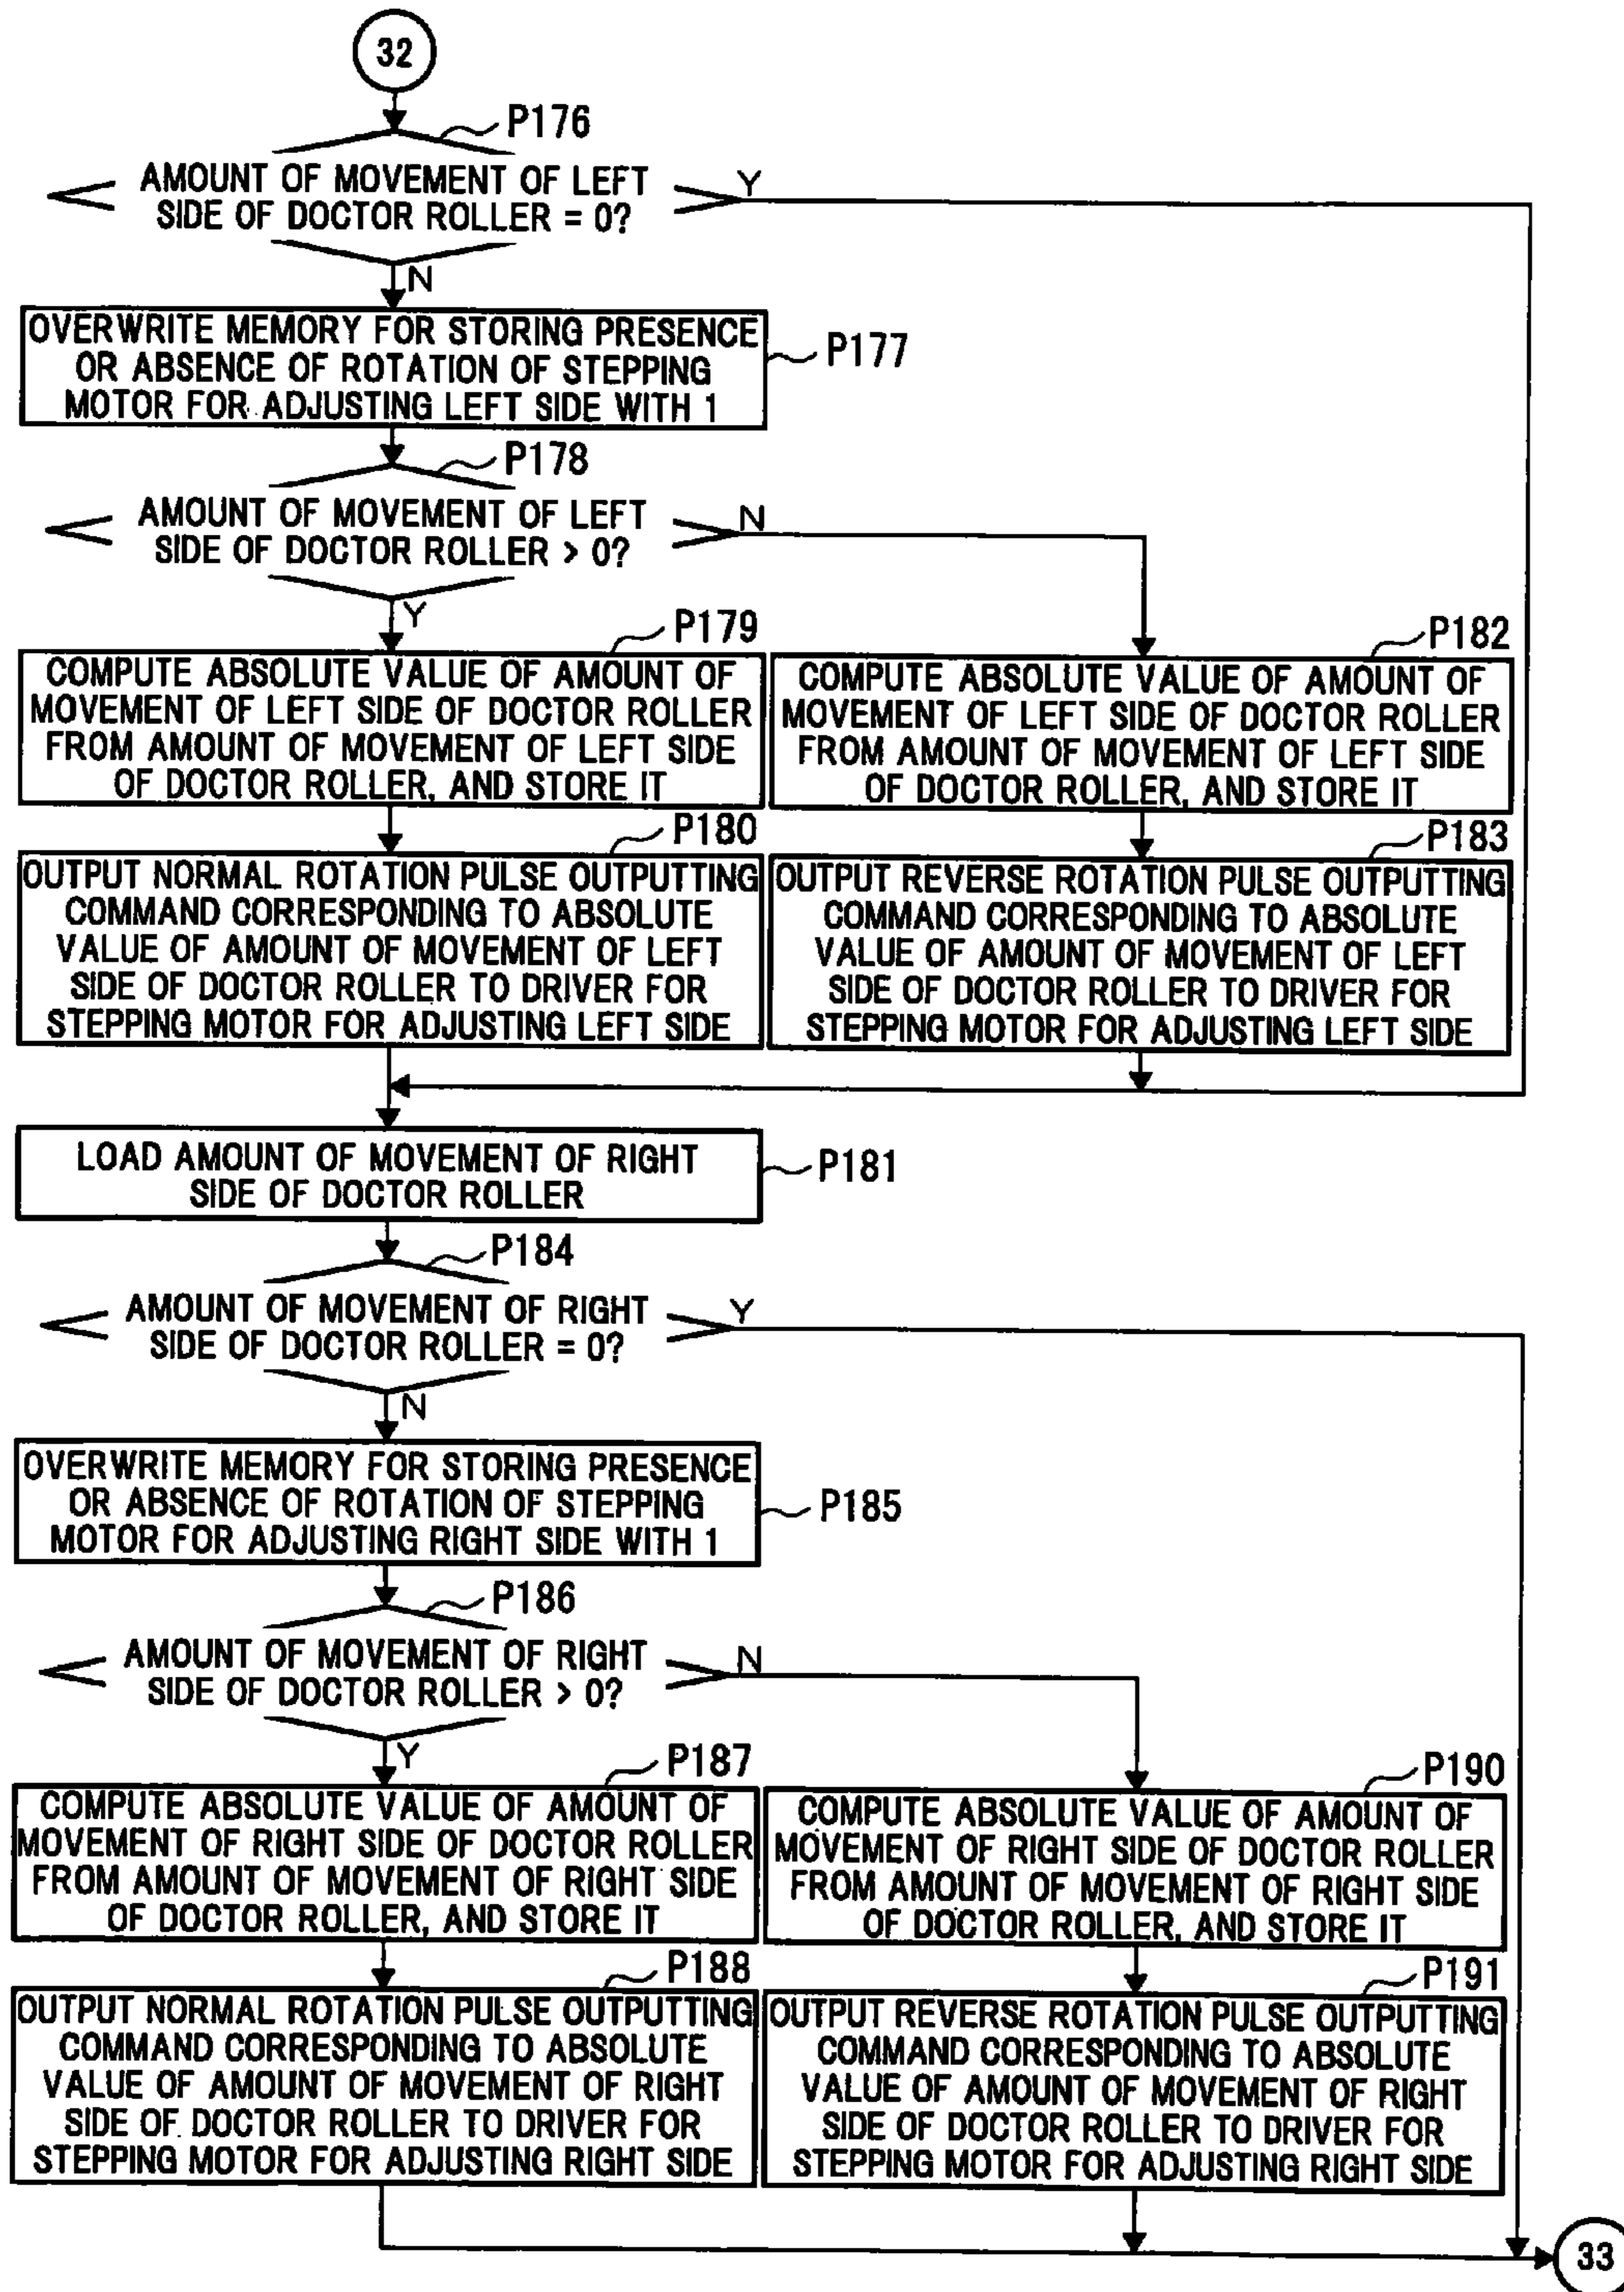 32
P176
AMOUNT OF MOVEMENT OF LEFT
SIDE OF DOCTOR ROLLER = 0?
Y
N
OVERWRITE MEMORY FOR STORING PRESENCE
OR ABSENCE OF ROTATION OF STEPPING
MOTOR FOR ADJUSTING LEFT SIDE WITH 1
P177
P178
AMOUNT OF MOVEMENT OF LEFT
SIDE OF DOCTOR ROLLER > 0?
N
Y
P179
COMPUTE ABSOLUTE VALUE OF AMOUNT OF
MOVEMENT OF LEFT SIDE OF DOCTOR ROLLER
FROM AMOUNT OF MOVEMENT OF LEFT SIDE
OF DOCTOR ROLLER, AND STORE IT
P182
COMPUTE ABSOLUTE VALUE OF AMOUNT OF
MOVEMENT OF LEFT SIDE OF DOCTOR ROLLER
FROM AMOUNT OF MOVEMENT OF LEFT SIDE
OF DOCTOR ROLLER, AND STORE IT
P180
OUTPUT NORMAL ROTATION PULSE OUTPUTTING
COMMAND CORRESPONDING TO ABSOLUTE
VALUE OF AMOUNT OF MOVEMENT OF LEFT
SIDE OF DOCTOR ROLLER TO DRIVER FOR
STEPPING MOTOR FOR ADJUSTING LEFT SIDE
P183
OUTPUT REVERSE ROTATION PULSE OUTPUTTING
COMMAND CORRESPONDING TO ABSOLUTE
VALUE OF AMOUNT OF MOVEMENT OF LEFT
SIDE OF DOCTOR ROLLER TO DRIVER FOR
STEPPING MOTOR FOR ADJUSTING LEFT SIDE
LOAD AMOUNT OF MOVEMENT OF RIGHT
SIDE OF DOCTOR ROLLER
P181
P184
AMOUNT OF MOVEMENT OF RIGHT
SIDE OF DOCTOR ROLLER = 0?
Y
N
OVERWRITE MEMORY FOR STORING PRESENCE
OR ABSENCE OF ROTATION OF STEPPING
MOTOR FOR ADJUSTING RIGHT SIDE WITH 1
P185
P186
AMOUNT OF MOVEMENT OF RIGHT
SIDE OF DOCTOR ROLLER > 0?
N
Y
P187
COMPUTE ABSOLUTE VALUE OF AMOUNT OF
MOVEMENT OF RIGHT SIDE OF DOCTOR ROLLER
FROM AMOUNT OF MOVEMENT OF RIGHT SIDE
OF DOCTOR ROLLER, AND STORE IT
P190
COMPUTE ABSOLUTE VALUE OF AMOUNT OF
MOVEMENT OF RIGHT SIDE OF DOCTOR ROLLER
FROM AMOUNT OF MOVEMENT OF RIGHT SIDE
OF DOCTOR ROLLER, AND STORE IT
P188
OUTPUT NORMAL ROTATION PULSE OUTPUTTING
COMMAND CORRESPONDING TO ABSOLUTE
VALUE OF AMOUNT OF MOVEMENT OF RIGHT
SIDE OF DOCTOR ROLLER TO DRIVER FOR
STEPPING MOTOR FOR ADJUSTING RIGHT SIDE
P191
OUTPUT REVERSE ROTATION PULSE OUTPUTTING
COMMAND CORRESPONDING TO ABSOLUTE
VALUE OF AMOUNT OF MOVEMENT OF RIGHT
SIDE OF DOCTOR ROLLER TO DRIVER FOR
STEPPING MOTOR FOR ADJUSTING RIGHT SIDE
33